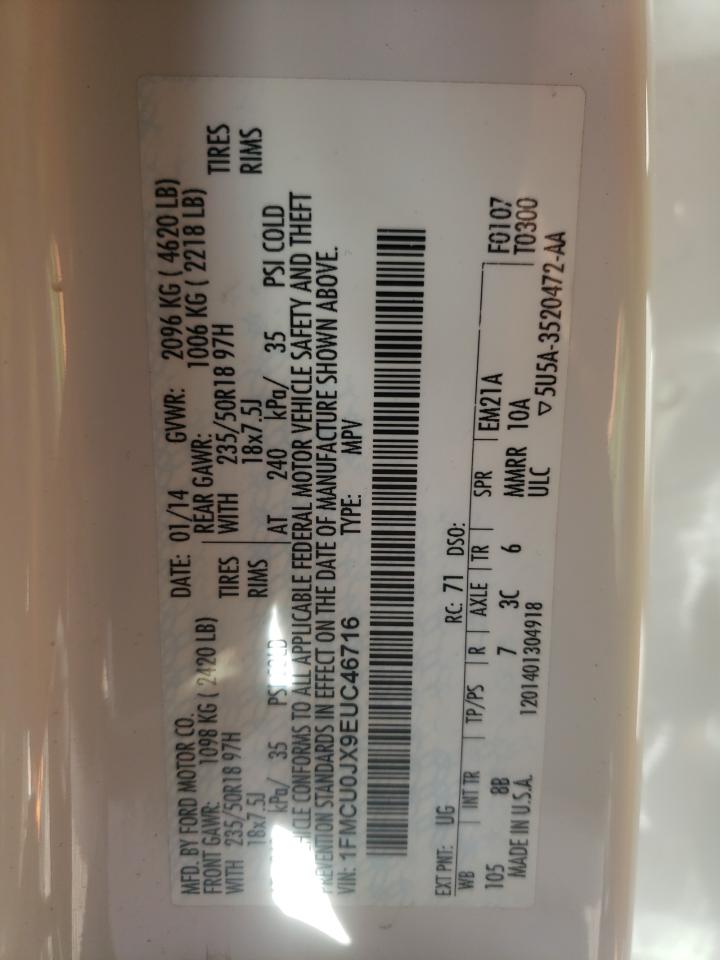 MFD. BY FORD MOTOR CO.
DATE: 01/14 GVWR: 2096 KG ( 4620 LB)
FRONT GAWR: 1098 KG ( 2420 LB)
REAR GAWR: 1006 KG ( 2218 LB)
WITH 235/50R18 97H TIRES
WITH 235/50R18 97H TIRES
18x7.5J RIMS
18x7.5J RIMS
kPa/ 35 PSI COLD
AT 240 kPa/ 35 PSI COLD
VEHICLE CONFORMS TO ALL APPLICABLE FEDERAL MOTOR VEHICLE SAFETY AND THEFT
PREVENTION STANDARDS IN EFFECT ON THE DATE OF MANUFACTURE SHOWN ABOVE.
VIN: 1FMCU0JX9EUC46716
TYPE: MPV
EXT PNT: UG RC: 71 DSO:
WB INT TR TP/PS R AXLE TR SPR EM21A F0107
105 8B 7 3C 6 MMRR 10A T0300
MADE IN U.S.A. 1201401304918 ULC ▽5U5A-3520472-AA